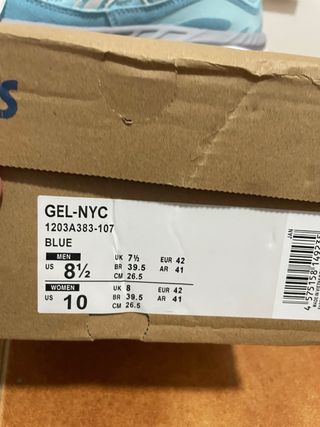 S
GEL-NYC
1203A383-107
BLUE
MEN
US 8½
UK 7½ EUR 42
BR 39.5 AR 41
CM 26.5
WOMEN
US 10
UK 8 EUR 42
BR 39.5 AR 41
CM 26.5
JAN